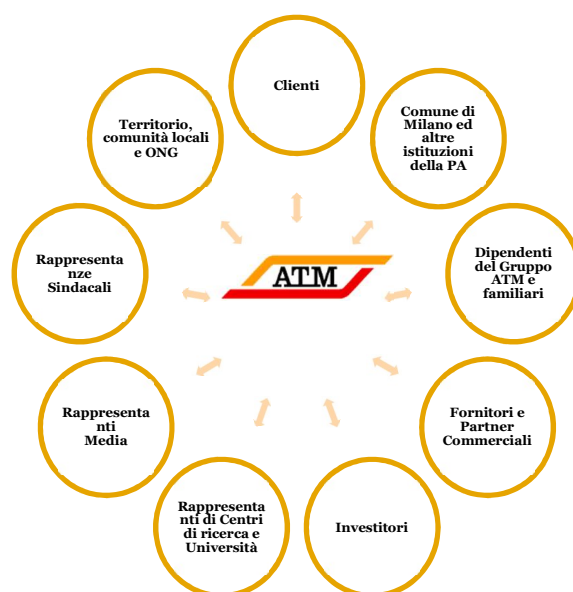 Clienti
Comune di
Milano ed
altre
istituzioni
della PA
Dipendenti
del Gruppo
ATM e
familiari
Fornitori e
Partner
Commerciali
Investitori
Rappresenta
nti di Centri
di ricerca e
Università
Rappresenta
nti
Media
Rappresenta
nze
Sindacali
Territorio,
comunità locali
e ONG
ATM